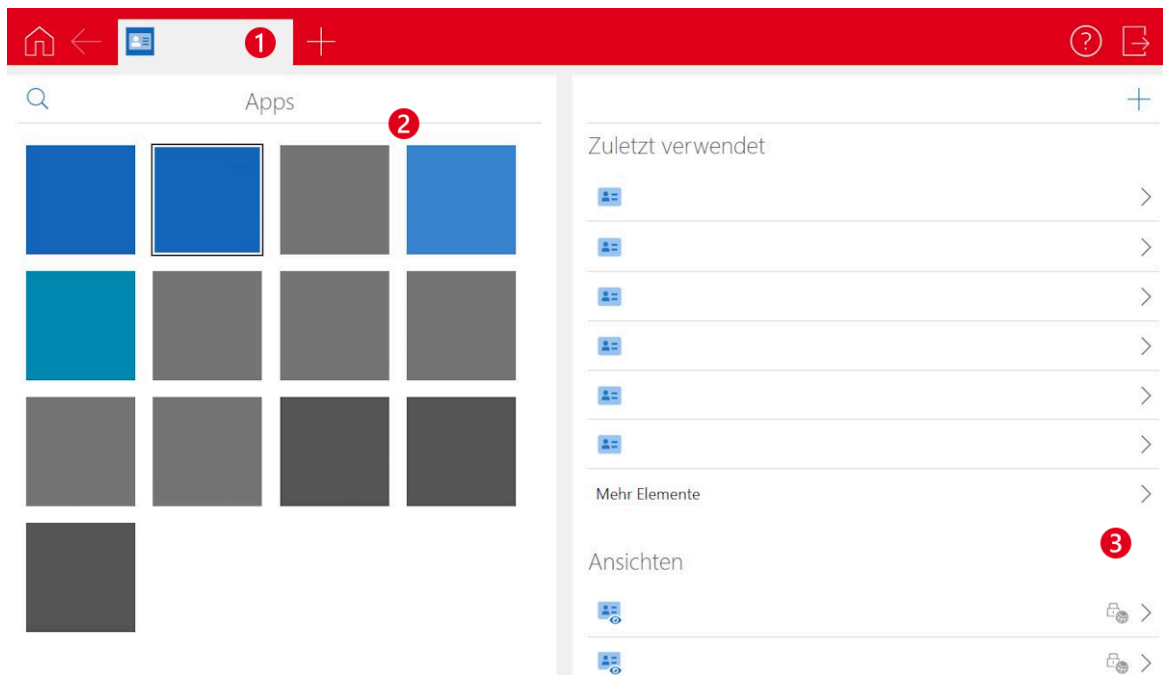 1
?
Apps
2
Zuletzt verwendet
Mehr Elemente
3
Ansichten